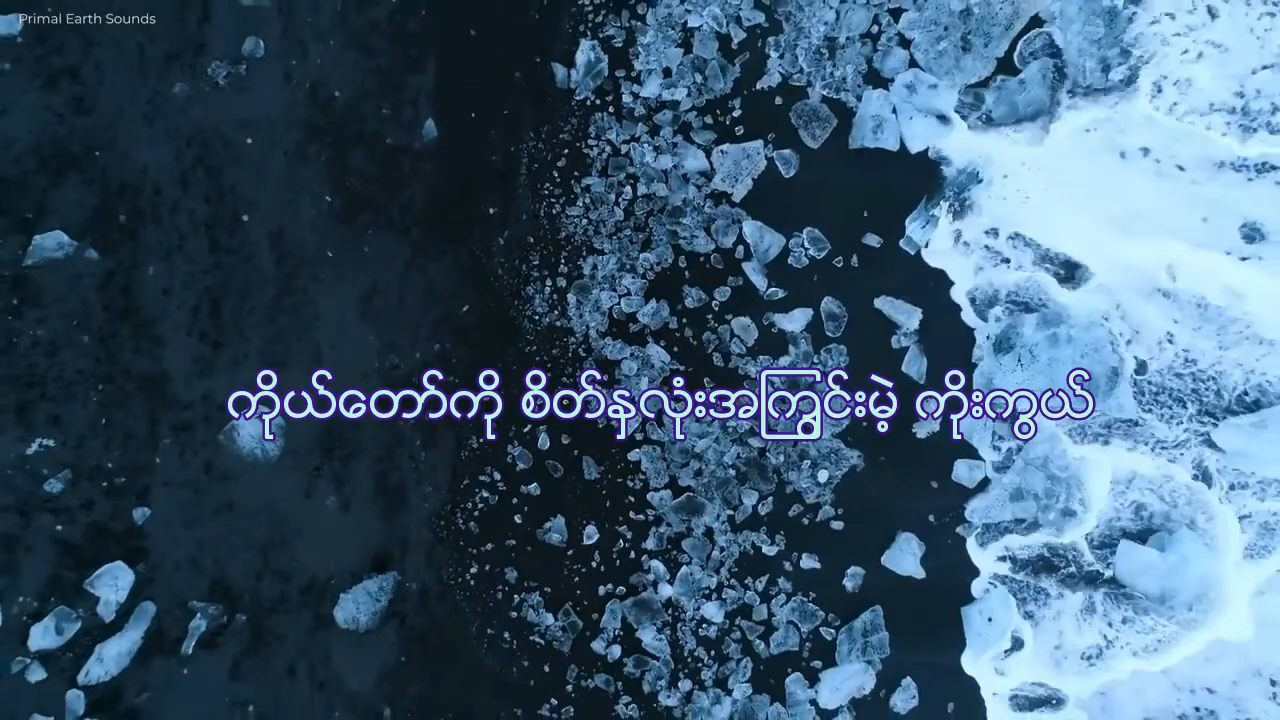 Primal Earth Sounds
ကိုယ်တော်ကို စိတ်နှလုံးအကြွင်းမဲ့ ကိုးကွယ်